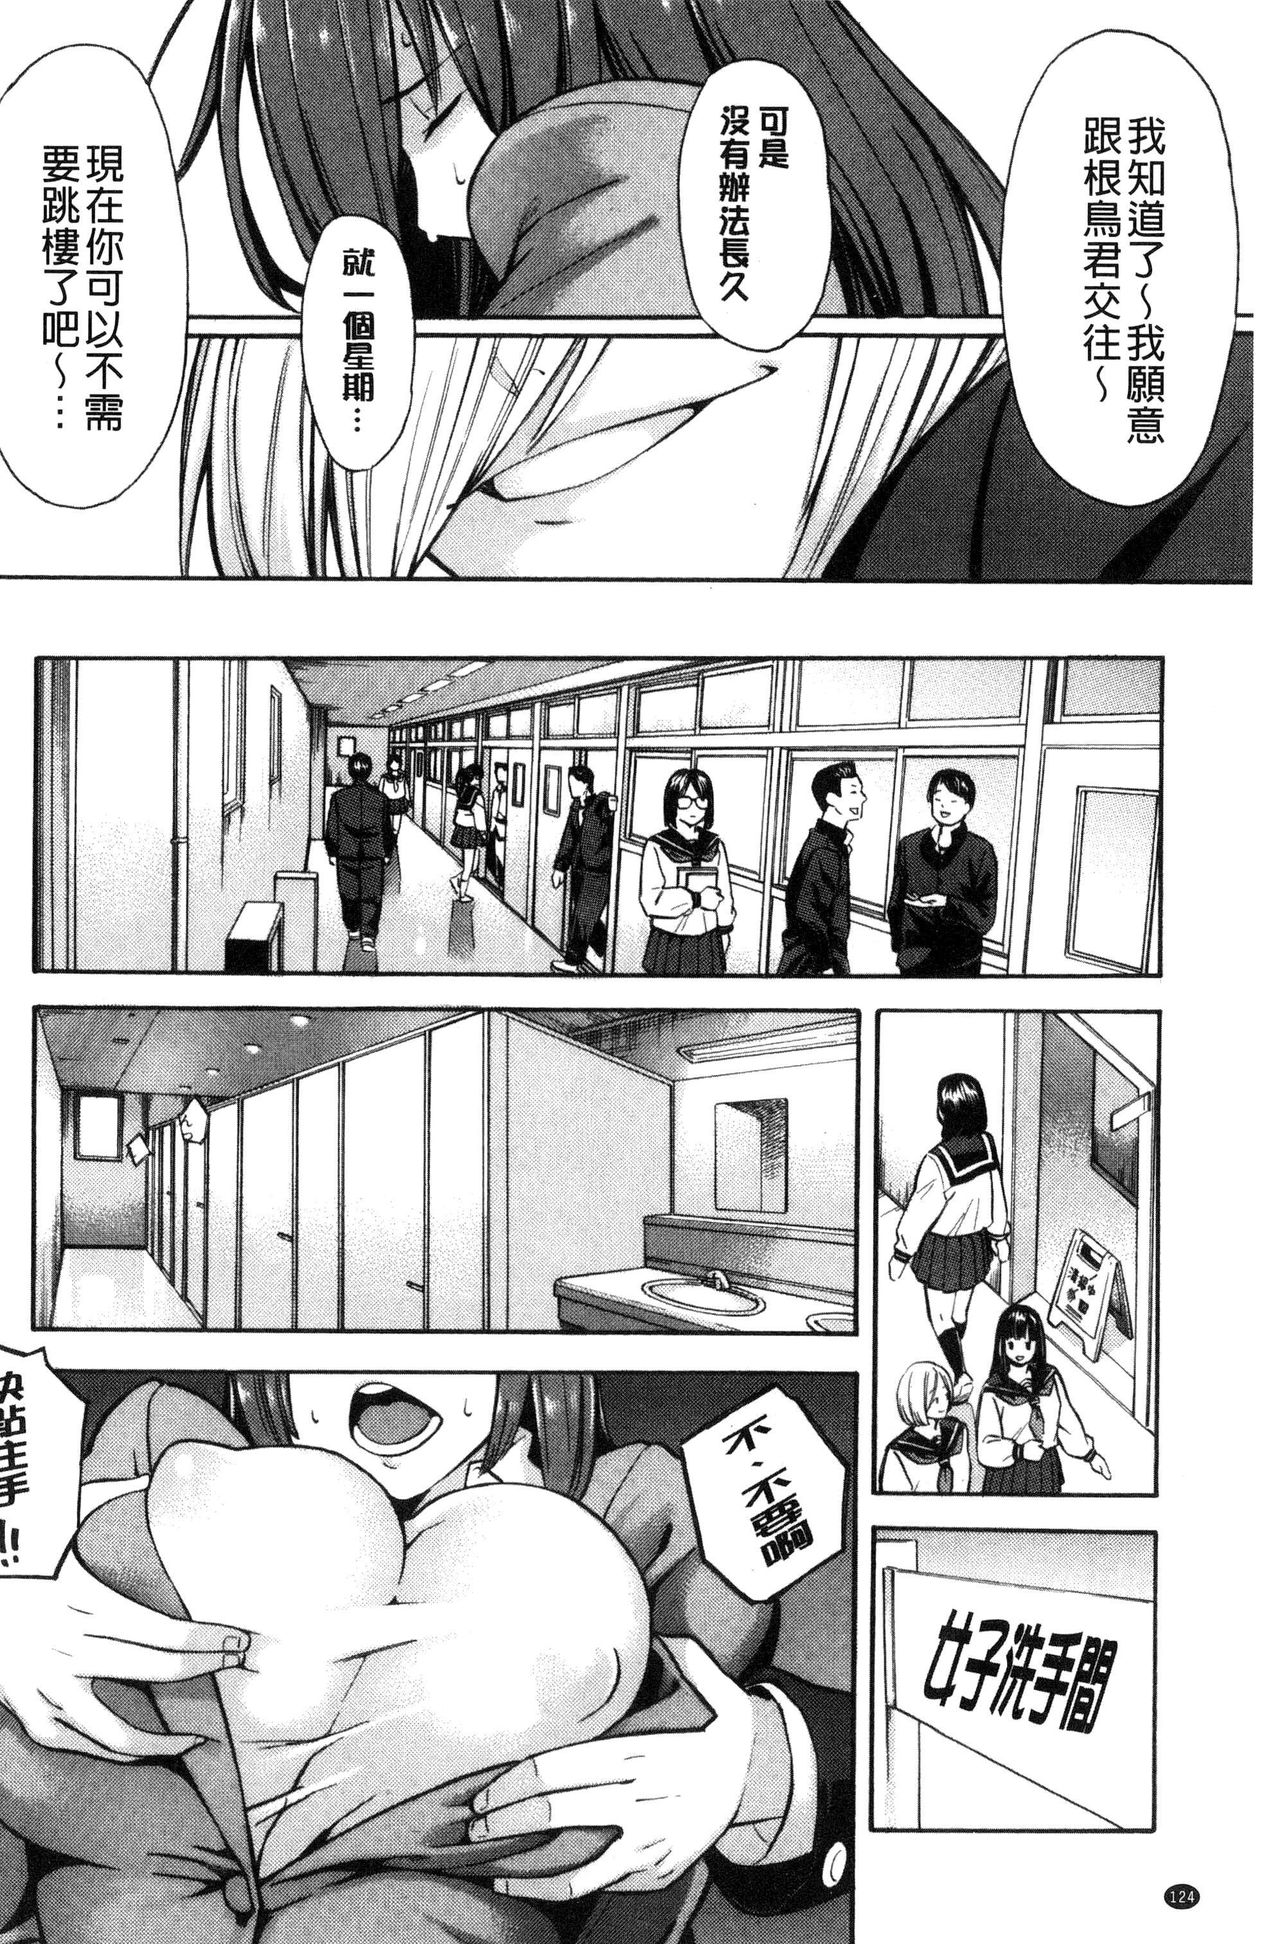 我知道了～我願意
跟根鳥君交往～
可是
沒有辦法長久
就一個星期…
現在你可以不需
要跳樓了吧～…
女子洗手間
不、不要啊
快點住手!!
124